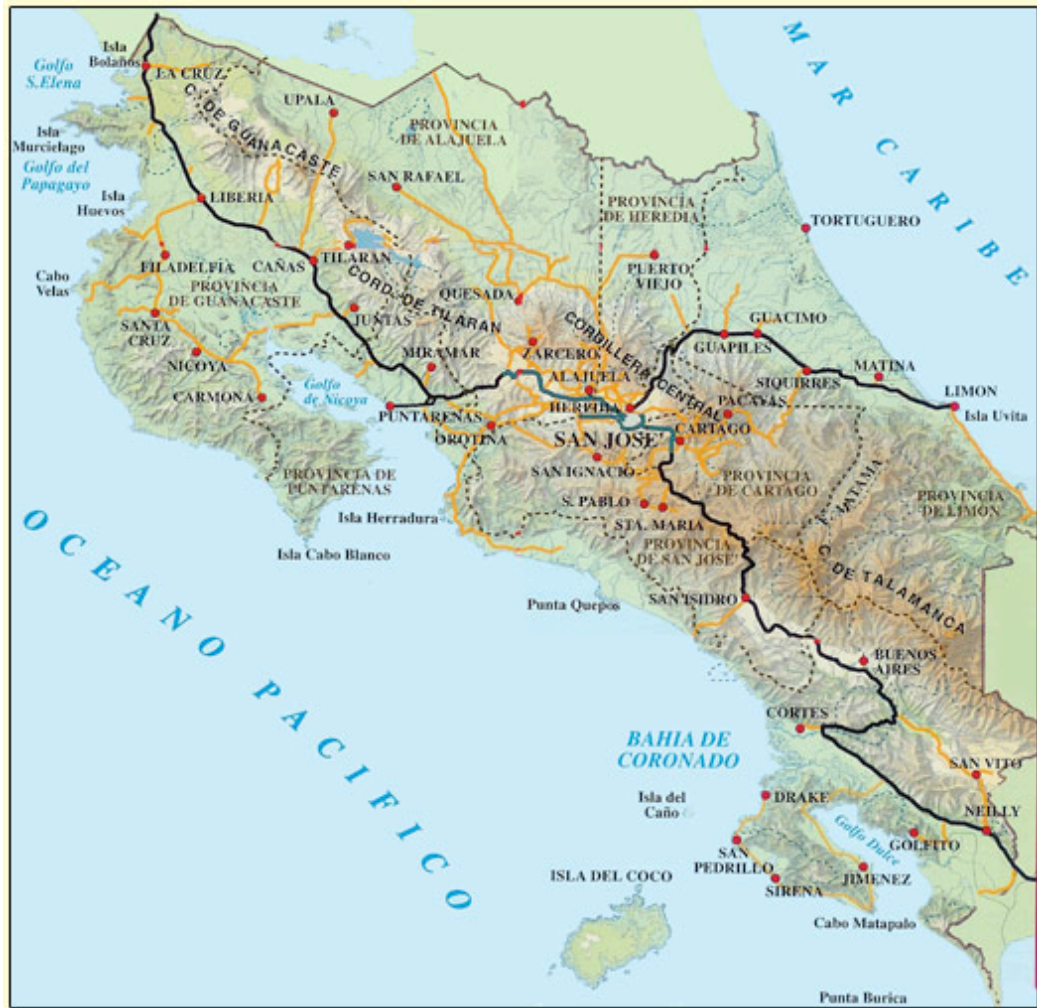 MAR CARIBE
Isla
Bolaños
Golfo
S.Elena
LA CRUZ
UPALA
C. DE GUANACASTE
PROVINCIA
DE ALAJUELA
Isla
Murcielago
Golfo del
Papagayo
SAN RAFAEL
Isla
Huevos
LIBERIA
PROVINCIA
DE HEREDIA
TORTUGUERO
FILADELFIA
CAÑAS
TILARAN
PUERTO
VIEJO
Cabo
Velas
PROVINCIA
DE GUANACASTE
CORD. DE TILARAN
QUESADA
SANTA
CRUZ
JUNTAS
CORDILLERA CENTRAL
GUACIMO
GUAPILES
NICOYA
MIRAMAR
ZARCERO
MATINA
ALAJUELA
SIQUIRRES
CARMONA
Golfo
de Nicoya
PUNTARENAS
HEREDIA
PACAYAS
LIMON
Isla Uvita
OROTINA
SAN JOSE'
CARTAGO
SAN IGNACIO
PROVINCIA DE
PUNTARENAS
PROVINCIA
DE CARTAGO
S. PABLO
PROVINCIA
DE LIMON
Isla Herradura
STA. MARIA
PROVINCIA
DE SAN JOSE'
Isla Cabo Blanco
C. DE TALAMANCA
OCEANO PACIFICO
Punta Quepos
SAN ISIDRO
BUENOS
AIRES
CORTES
BAHIA DE
CORONADO
SAN VITO
Isla del
Caño
DRAKE
NEILLY
Golfo Dulce
GOLFITO
SAN
PEDRILLO
JIMENEZ
ISLA DEL COCO
SIRENA
Cabo Matapalo
Punta Burica